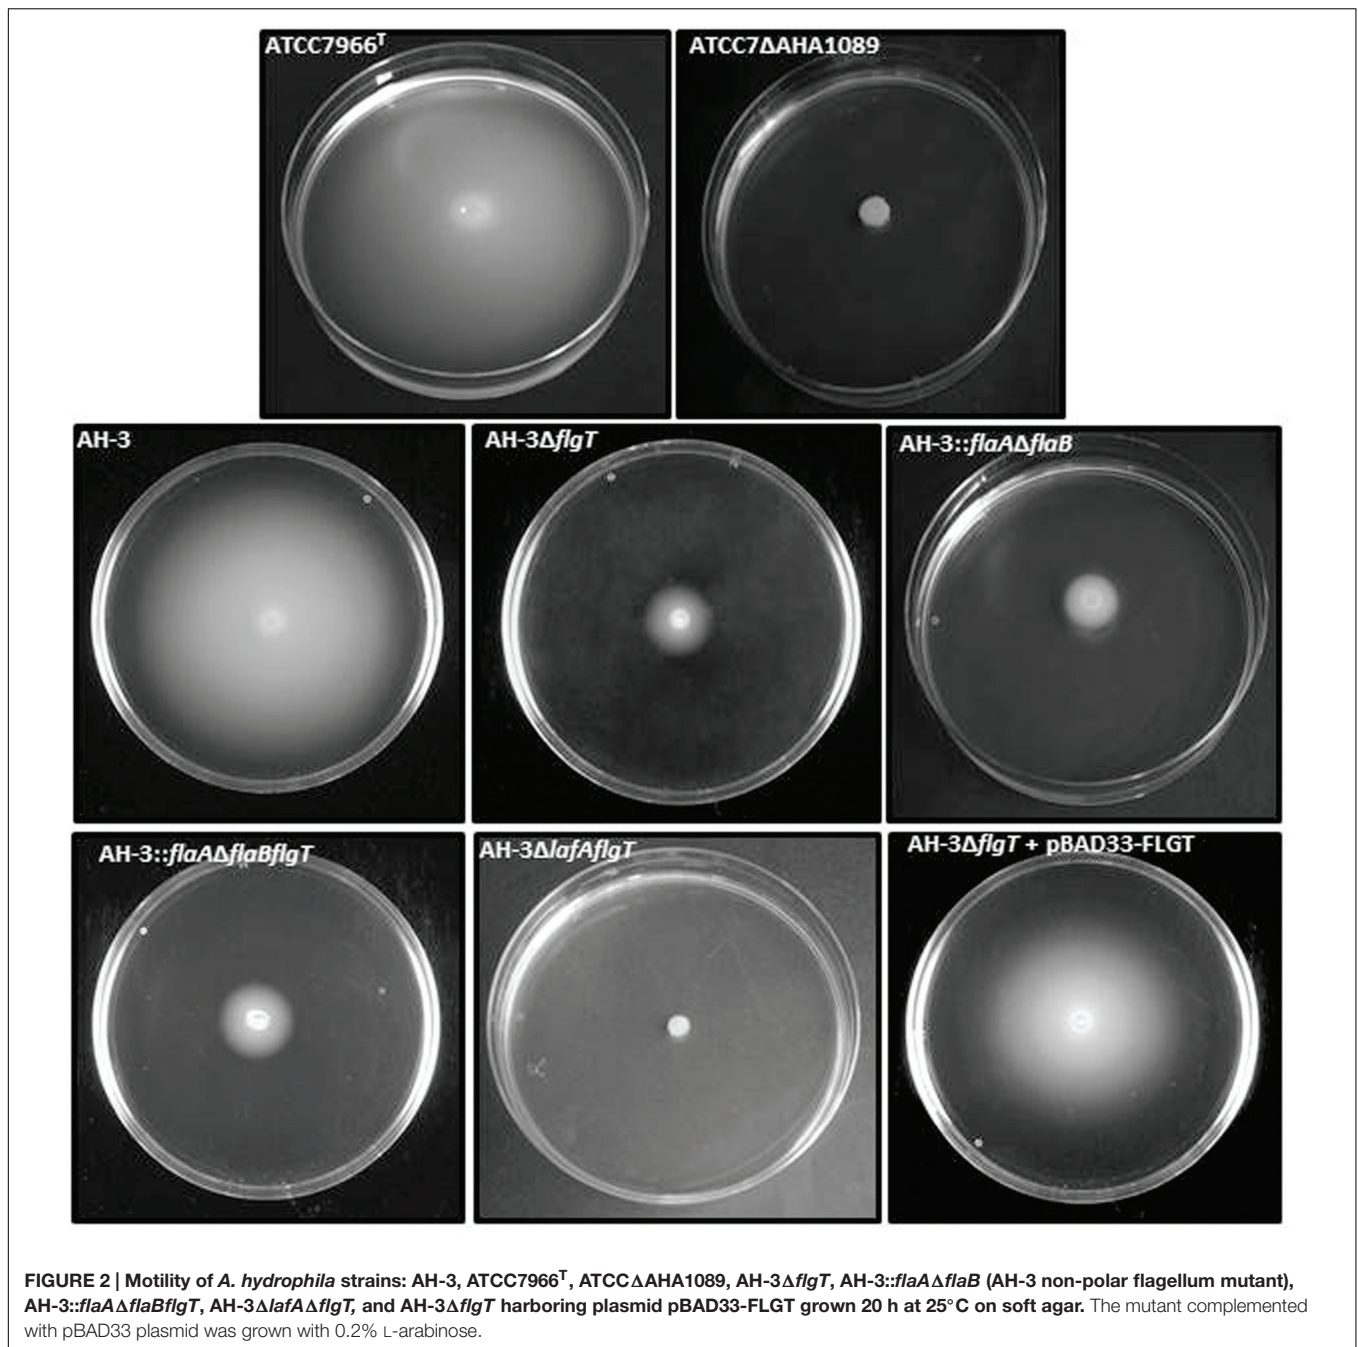 ATCC7966ᵀ
ATCC7ΔAHA1089
AH-3
AH-3ΔflgT
AH-3::flaAΔflaB
AH-3::flaAΔflaBflgT
AH-3ΔlafAflgT
AH-3ΔflgT + pBAD33-FLGT
FIGURE 2 | Motility of A. hydrophila strains: AH-3, ATCC7966ᵀ, ATCCΔAHA1089, AH-3ΔflgT, AH-3::flaAΔflaB (AH-3 non-polar flagellum mutant),
AH-3::flaAΔflaBflgT, AH-3ΔlafAΔflgT, and AH-3ΔflgT harboring plasmid pBAD33-FLGT grown 20 h at 25°C on soft agar. The mutant complemented
with pBAD33 plasmid was grown with 0.2% L-arabinose.